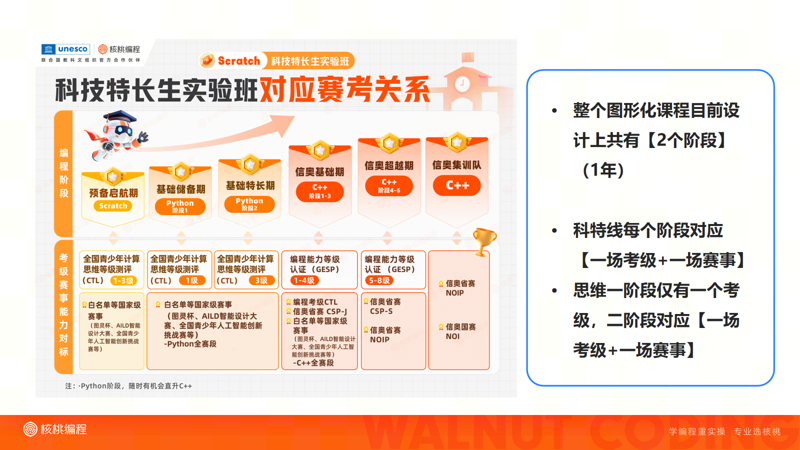 unesco 核桃编程
联合国教科文组织官方合作伙伴
Scratch 科技特长生实验班
科技特长生实验班对应赛考关系
编程阶段
预备启航期
Scratch
基础储备期
Python
阶段1
基础特长期
Python
阶段2
信奥基础期
C++
阶段1-3
信奥超越期
C++
阶段4-6
信奥集训队
C++
考级赛事能力对标
全国青少年计算
思维等级测评
(CTL) 1-3级
全国青少年计算
思维等级测评
(CTL) 1级
全国青少年计算
思维等级测评
(CTL) 3级
编程能力等级
认证(GESP)
1-4级
编程能力等级
认证(GESP)
5-8级
白名单等国家级
赛事
(图灵杯、AILD智能
设计大赛、全国青少
年人工智能创新挑战
赛等)
白名单等国家级赛事
(图灵杯、AILD智能设计大
赛、全国青少年人工智能创新
挑战赛等)
-Python全赛段
编程考级CTL
信奥省赛 CSP-J
白名单等国家级
赛事
(图灵杯、AILD智能设计
大赛、全国青少年人工智
能创新挑战赛等)
-C++全赛段
信奥省赛
CSP-S
信奥省赛
NOIP
信奥省赛
NOIP
信奥国赛
NOI
注：·Python阶段，随时有机会直升C++
• 整个图形化课程目前设
计上共有【2个阶段】
（1年）
• 科特线每个阶段对应
【一场考级+一场赛事】
• 思维一阶段仅有一个考
级，二阶段对应【一场
考级+一场赛事】
核桃编程
WALNUT CODING
学编程重实操 专业选核桃